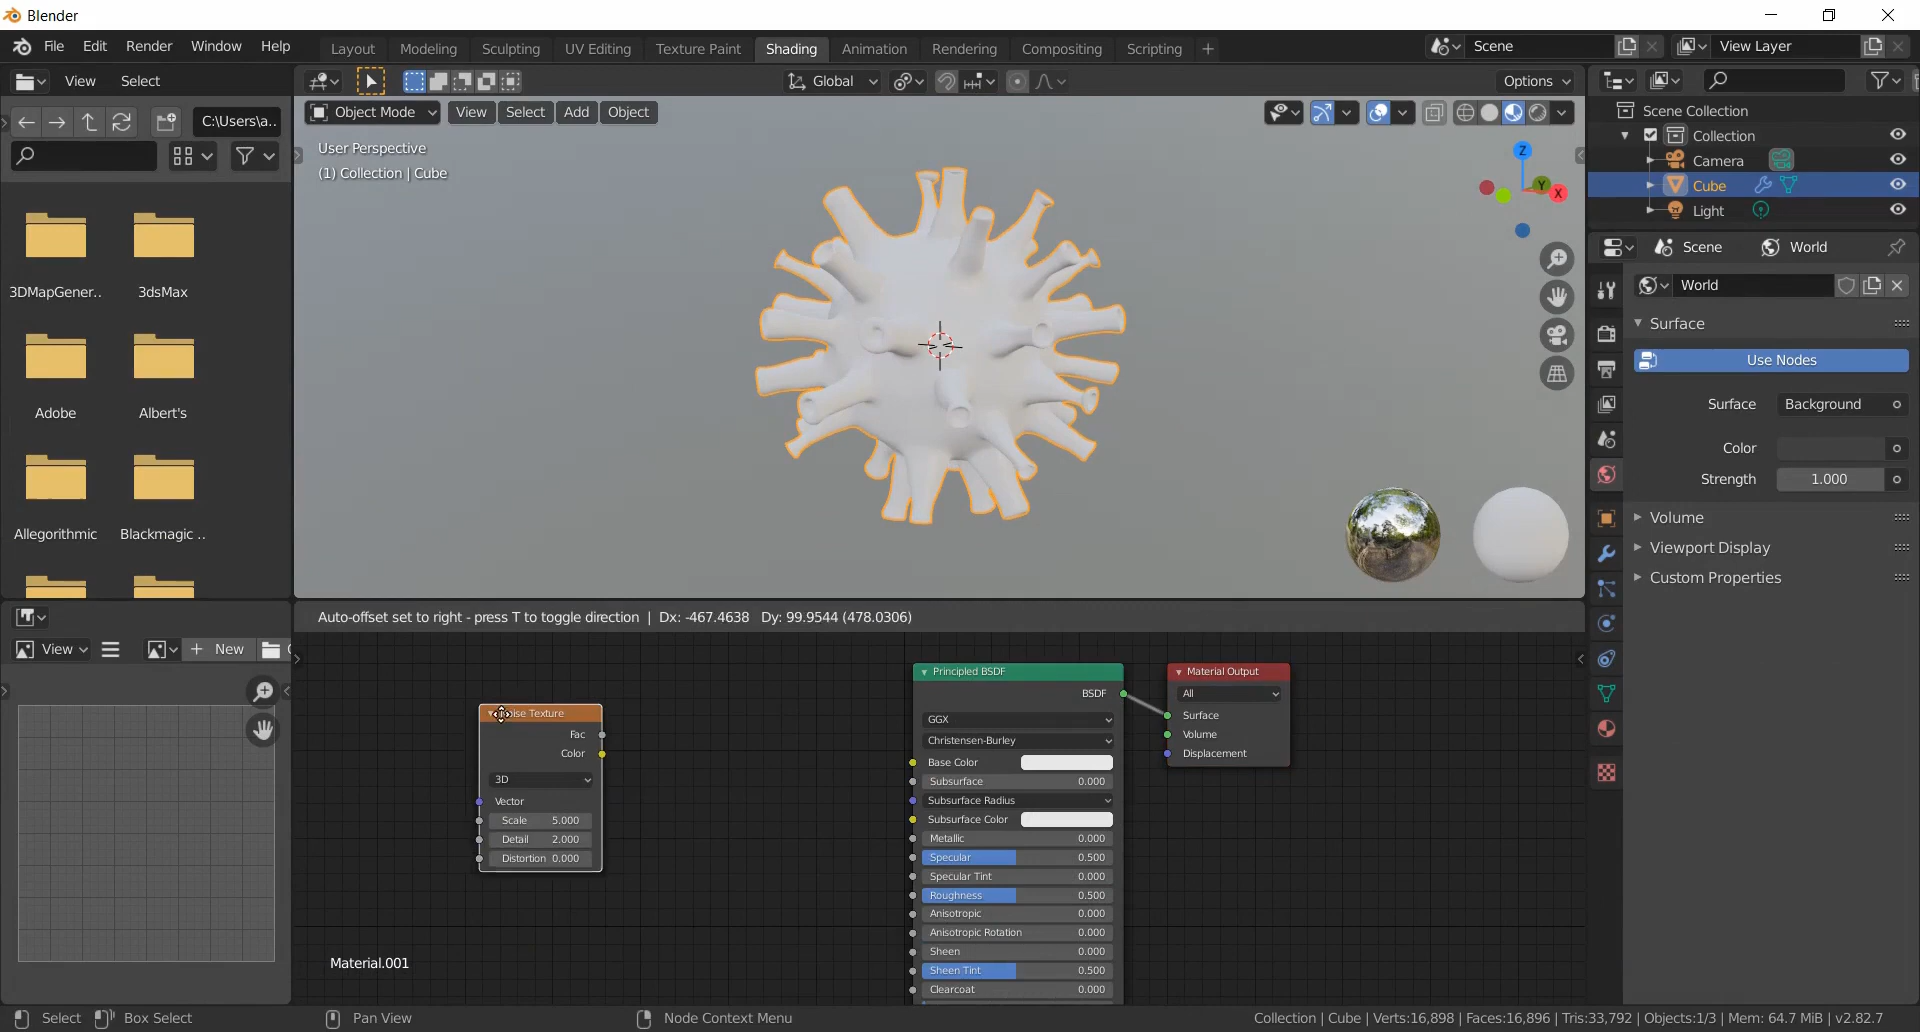 Blender
File Edit Render Window Help
Layout Modeling Sculpting UV Editing Texture Paint Shading Animation Rendering Compositing Scripting +
Scene
View Layer
View Select
Global
Options
Object Mode View Select Add Object
C:\Users\a..
User Perspective
(1) Collection | Cube
Z
Y
X
Scene Collection
Collection
Camera
Cube
Light
Scene World
World
Surface
Use Nodes
Surface Background
Color
Strength 1.000
Volume
Viewport Display
Custom Properties
3DMapGener.. 3dsMax
Adobe Albert's
Allegorithmic Blackmagic ..
View
+ New
Auto-offset set to right - press T to toggle direction | Dx: -467.4638 Dy: 99.9544 (478.0306)
oise Texture
Fac
Color
3D
Vector
Scale 5.000
Detail 2.000
Distortion 0.000
Principled BSDF
BSDF
GGX
Christensen-Burley
Base Color
Subsurface 0.000
Subsurface Radius
Subsurface Color
Metallic 0.000
Specular 0.500
Specular Tint 0.000
Roughness 0.500
Anisotropic 0.000
Anisotropic Rotation 0.000
Sheen 0.000
Sheen Tint 0.500
Clearcoat 0.000
Material Output
All
Surface
Volume
Displacement
Material.001
Select Box Select Pan View Node Context Menu
Collection | Cube | Verts:16,898 | Faces:16,896 | Tris:33,792 | Objects:1/3 | Mem: 64.7 MiB | v2.82.7